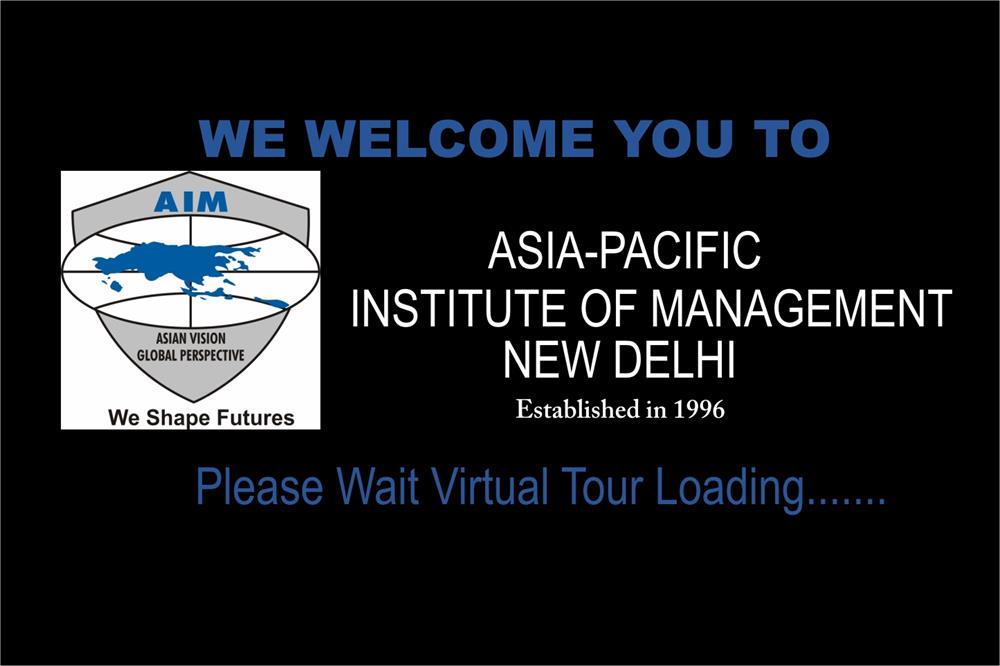 WE WELCOME YOU TO
AIM
ASIAN VISION
GLOBAL PERSPECTIVE
We Shape Futures
ASIA-PACIFIC
INSTITUTE OF MANAGEMENT
NEW DELHI
Established in 1996
Please Wait Virtual Tour Loading.......